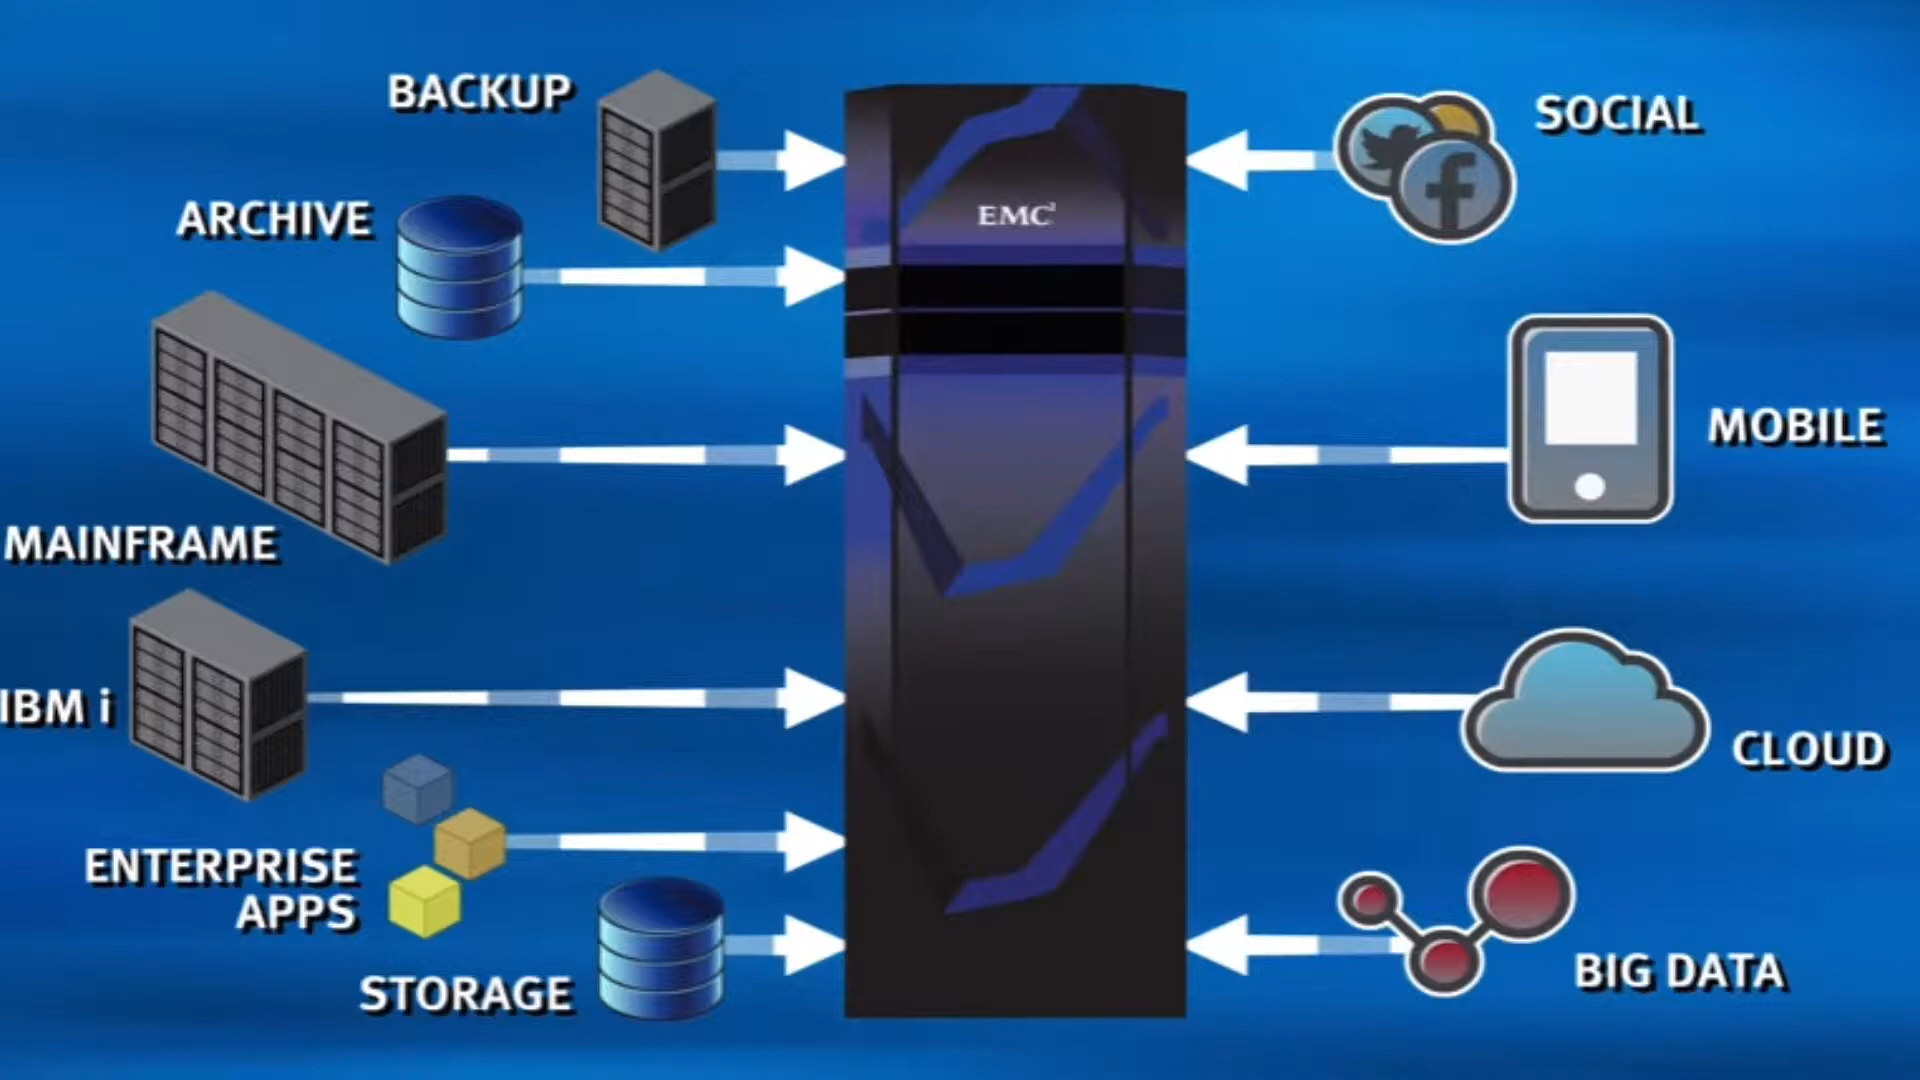 BACKUP
ARCHIVE
MAINFRAME
IBM i
ENTERPRISE
APPS
STORAGE
EMC²
SOCIAL
f
MOBILE
CLOUD
BIG DATA